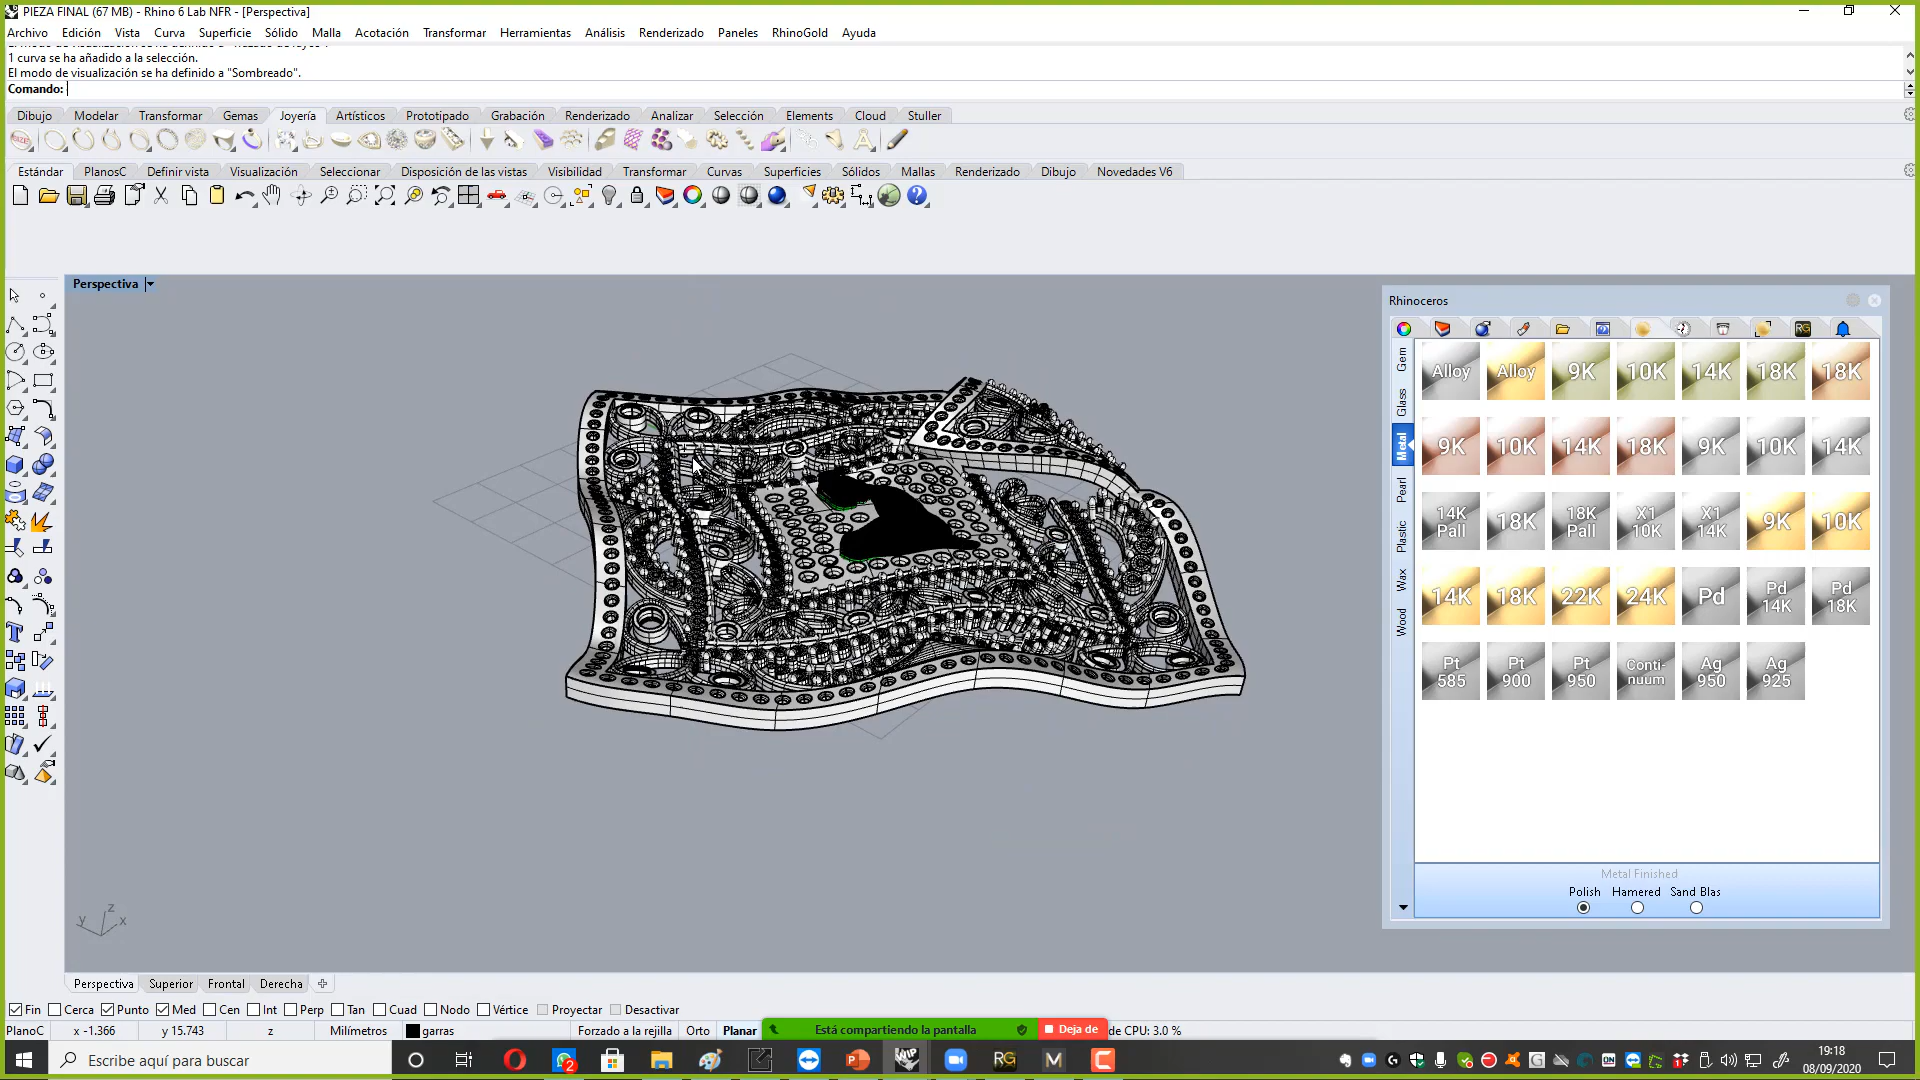 PIEZA FINAL (67 MB) - Rhino 6 Lab NFR - [Perspectiva]
Archivo Edición Vista Curva Superficie Sólido Malla Acotación Transformar Herramientas Análisis Renderizado Paneles RhinoGold Ayuda
1 curva se ha añadido a la selección.
El modo de visualización se ha definido a "Sombreado".
Comando:
Dibujo Modelar Transformar Gemas Joyería Artísticos Prototipado Grabación Renderizado Analizar Selección Elements Cloud Stuller
Estándar PlanosC Definir vista Visualización Seleccionar Disposición de las vistas Visibilidad Transformar Curvas Superficies Sólidos Mallas Renderizado Dibujo Novedades V6
Perspectiva
Rhinoceros
Gem
Glass
Metal
Pearl
Plastic
Wax
Wood
Alloy Alloy 9K 10K 14K 18K 18K
9K 10K 14K 18K 9K 10K 14K
14K Pall 18K 18K Pall X1 10K X1 14K 9K 10K
14K 18K 22K 24K Pd Pd 14K Pd 18K
Pt 585 Pt 900 Pt 950 Conti-nuum Ag 950 Ag 925
Metal Finished
Polish Hamered Sand Blas
z
y x
Perspectiva Superior Frontal Derecha
Fin Cerca Punto Med Cen Int Perp Tan Cuad Nodo Vértice Proyectar Desactivar
PlanoC x -1.366 y 15.743 z Milímetros garras Forzado a la rejilla Orto Planar Está compartiendo la pantalla Deja de de CPU: 3.0 %
Escribe aquí para buscar
19:18
08/09/2020